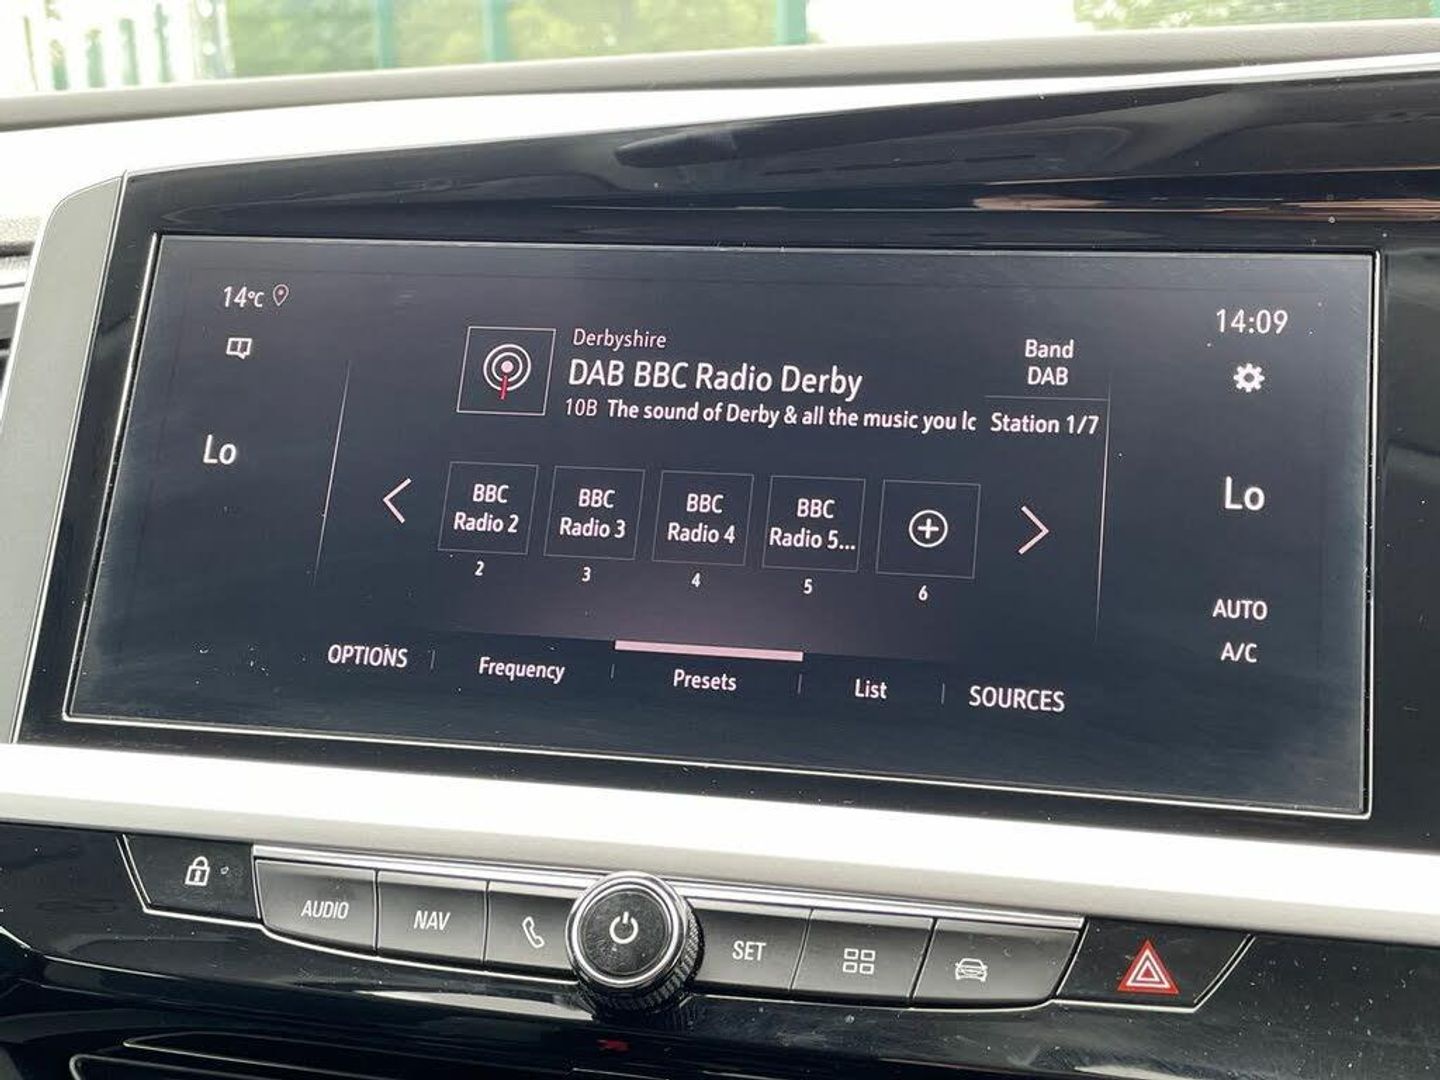 14°C
14:09
Derbyshire
DAB BBC Radio Derby
10B The sound of Derby & all the music you lc
Band
DAB
Station 1/7
Lo
Lo
BBC
Radio 2
BBC
Radio 3
BBC
Radio 4
BBC
Radio 5...
2
3
4
5
6
AUTO
A/C
OPTIONS
Frequency
Presets
List
SOURCES
AUDIO
NAV
SET